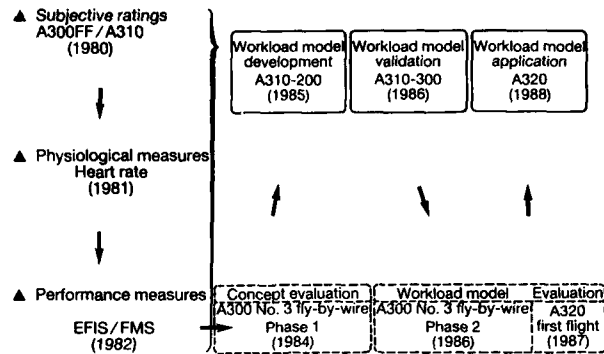 ▲ Subjective ratings
A300FF/A310
(1980)
▲ Physiological measures
Heart rate
(1981)
▲ Performance measures
EFIS/FMS
(1982)
Workload model
development
A310-200
(1985)
Workload model
validation
A310-300
(1986)
Workload model
application
A320
(1988)
Concept evaluation
A300 No. 3 fly-by-wire
Phase 1
(1984)
Workload model
A300 No. 3 fly-by-wire
Phase 2
(1986)
Evaluation
A320
first flight
(1987)